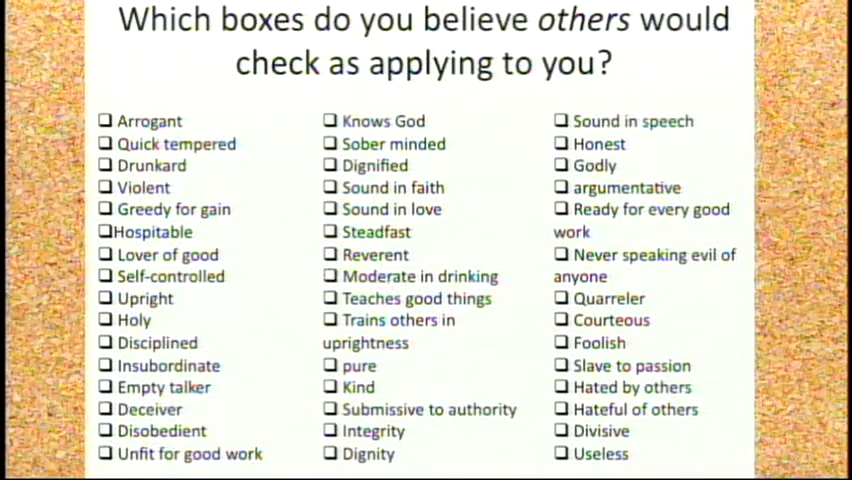 Which boxes do you believe others would
check as applying to you?
❑ Arrogant
❑ Quick tempered
❑ Drunkard
❑ Violent
❑ Greedy for gain
❑Hospitable
❑ Lover of good
❑ Self-controlled
❑ Upright
❑ Holy
❑ Disciplined
❑ Insubordinate
❑ Empty talker
❑ Deceiver
❑ Disobedient
❑ Unfit for good work
❑ Knows God
❑ Sober minded
❑ Dignified
❑ Sound in faith
❑ Sound in love
❑ Steadfast
❑ Reverent
❑ Moderate in drinking
❑ Teaches good things
❑ Trains others in
uprightness
❑ pure
❑ Kind
❑ Submissive to authority
❑ Integrity
❑ Dignity
❑ Sound in speech
❑ Honest
❑ Godly
❑ argumentative
❑ Ready for every good
work
❑ Never speaking evil of
anyone
❑ Quarreler
❑ Courteous
❑ Foolish
❑ Slave to passion
❑ Hated by others
❑ Hateful of others
❑ Divisive
❑ Useless